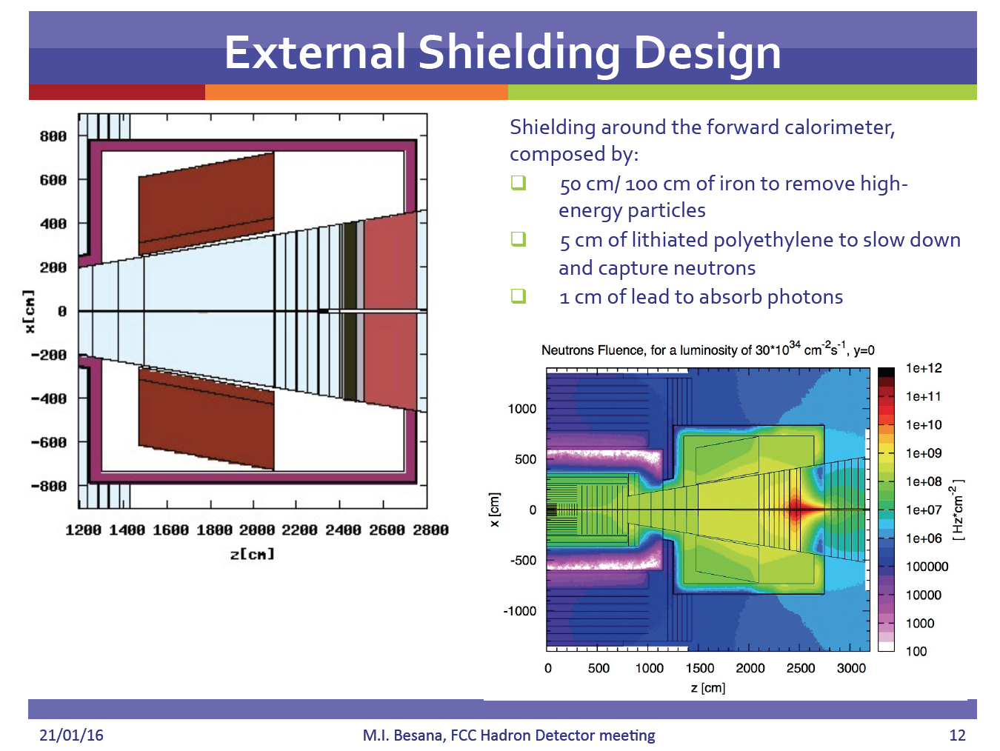 External Shielding Design
800
600
400
200
0
-200
-400
-600
-800
x[cm]
1200 1400 1600 1800 2000 2200 2400 2600 2800
z[cm]
Shielding around the forward calorimeter,
composed by:
50 cm/ 100 cm of iron to remove high-
energy particles
5 cm of lithiated polyethylene to slow down
and capture neutrons
1 cm of lead to absorb photons
Neutrons Fluence, for a luminosity of 30*10^34 cm^-2s^-1, y=0
1000
500
0
-500
-1000
x [cm]
0 500 1000 1500 2000 2500 3000
z [cm]
1e+12
1e+11
1e+10
1e+09
1e+08
1e+07
1e+06
100000
10000
1000
100
[ Hz*cm^-2 ]
21/01/16 M.I. Besana, FCC Hadron Detector meeting 12